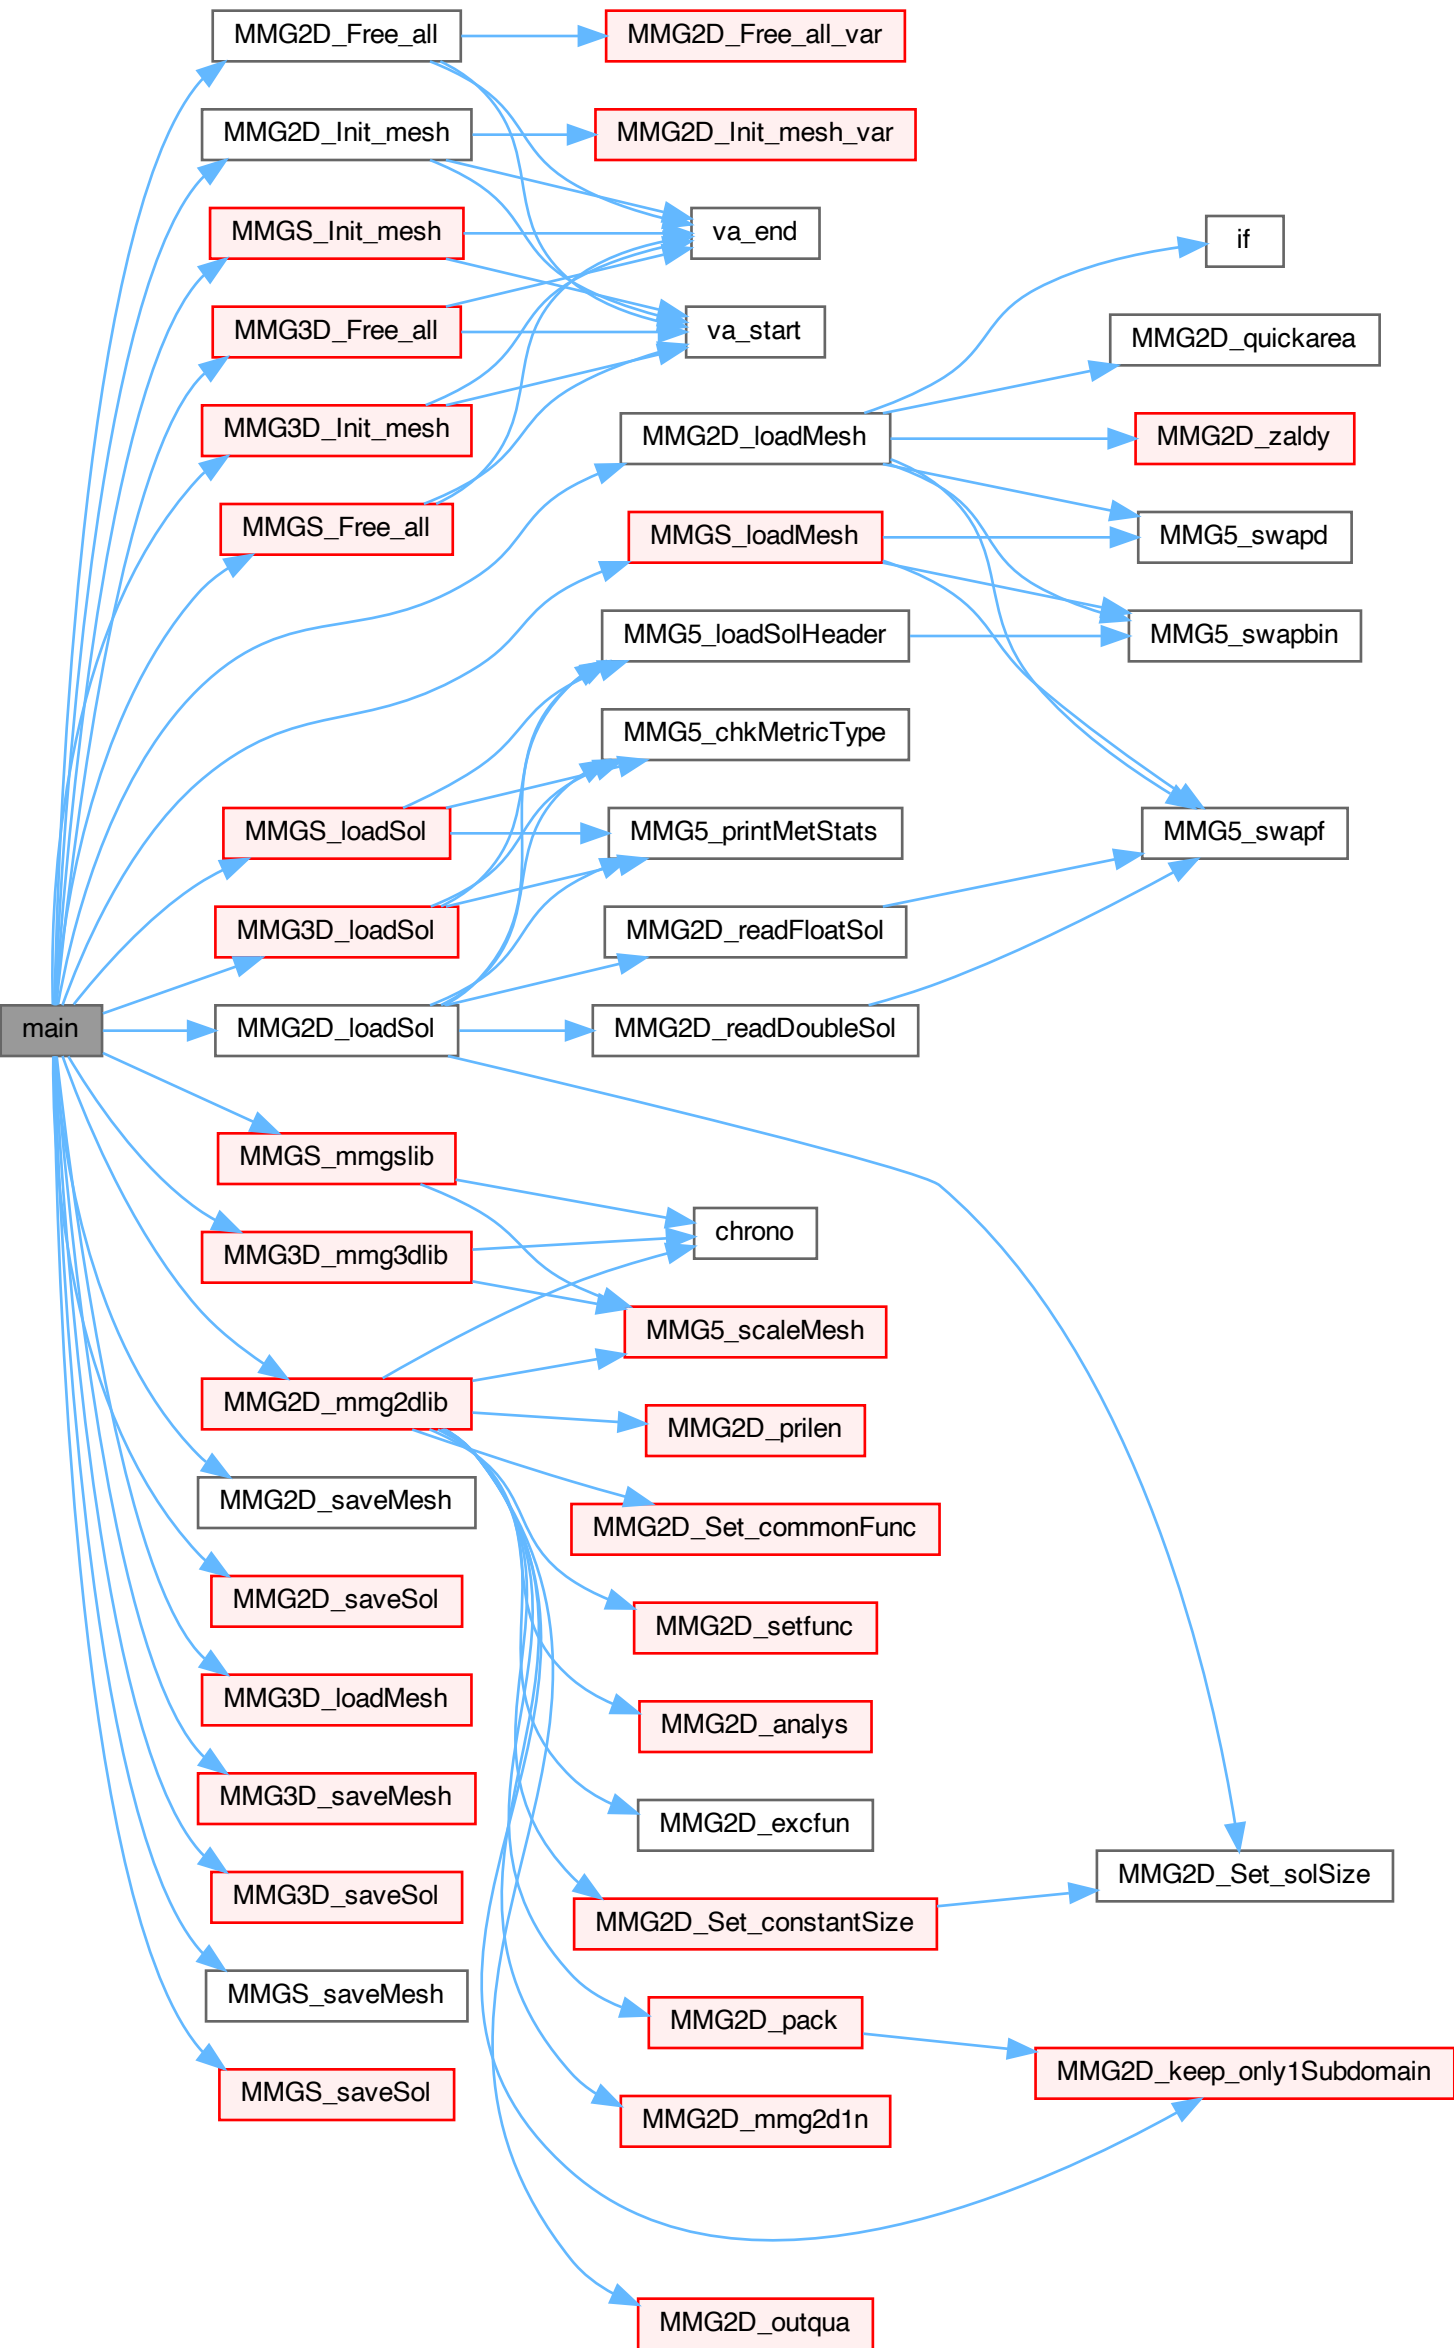 MMG2D_Free_all
MMG2D_Free_all_var
MMG2D_Init_mesh
MMG2D_Init_mesh_var
MMGS_Init_mesh
va_end
if
MMG3D_Free_all
va_start
MMG2D_quickarea
MMG3D_Init_mesh
MMG2D_loadMesh
MMG2D_zaldy
MMGS_Free_all
MMGS_loadMesh
MMG5_swapd
MMG5_loadSolHeader
MMG5_swapbin
MMG5_chkMetricType
MMGS_loadSol
MMG5_printMetStats
MMG5_swapf
MMG3D_loadSol
MMG2D_readFloatSol
main
MMG2D_loadSol
MMG2D_readDoubleSol
MMGS_mmgslib
chrono
MMG3D_mmg3dlib
MMG5_scaleMesh
MMG2D_mmg2dlib
MMG2D_prilen
MMG2D_saveMesh
MMG2D_Set_commonFunc
MMG2D_saveSol
MMG2D_setfunc
MMG3D_loadMesh
MMG2D_analys
MMG3D_saveMesh
MMG2D_excfun
MMG3D_saveSol
MMG2D_Set_solSize
MMG2D_Set_constantSize
MMGS_saveMesh
MMG2D_pack
MMGS_saveSol
MMG2D_keep_only1Subdomain
MMG2D_mmg2d1n
MMG2D_outqua